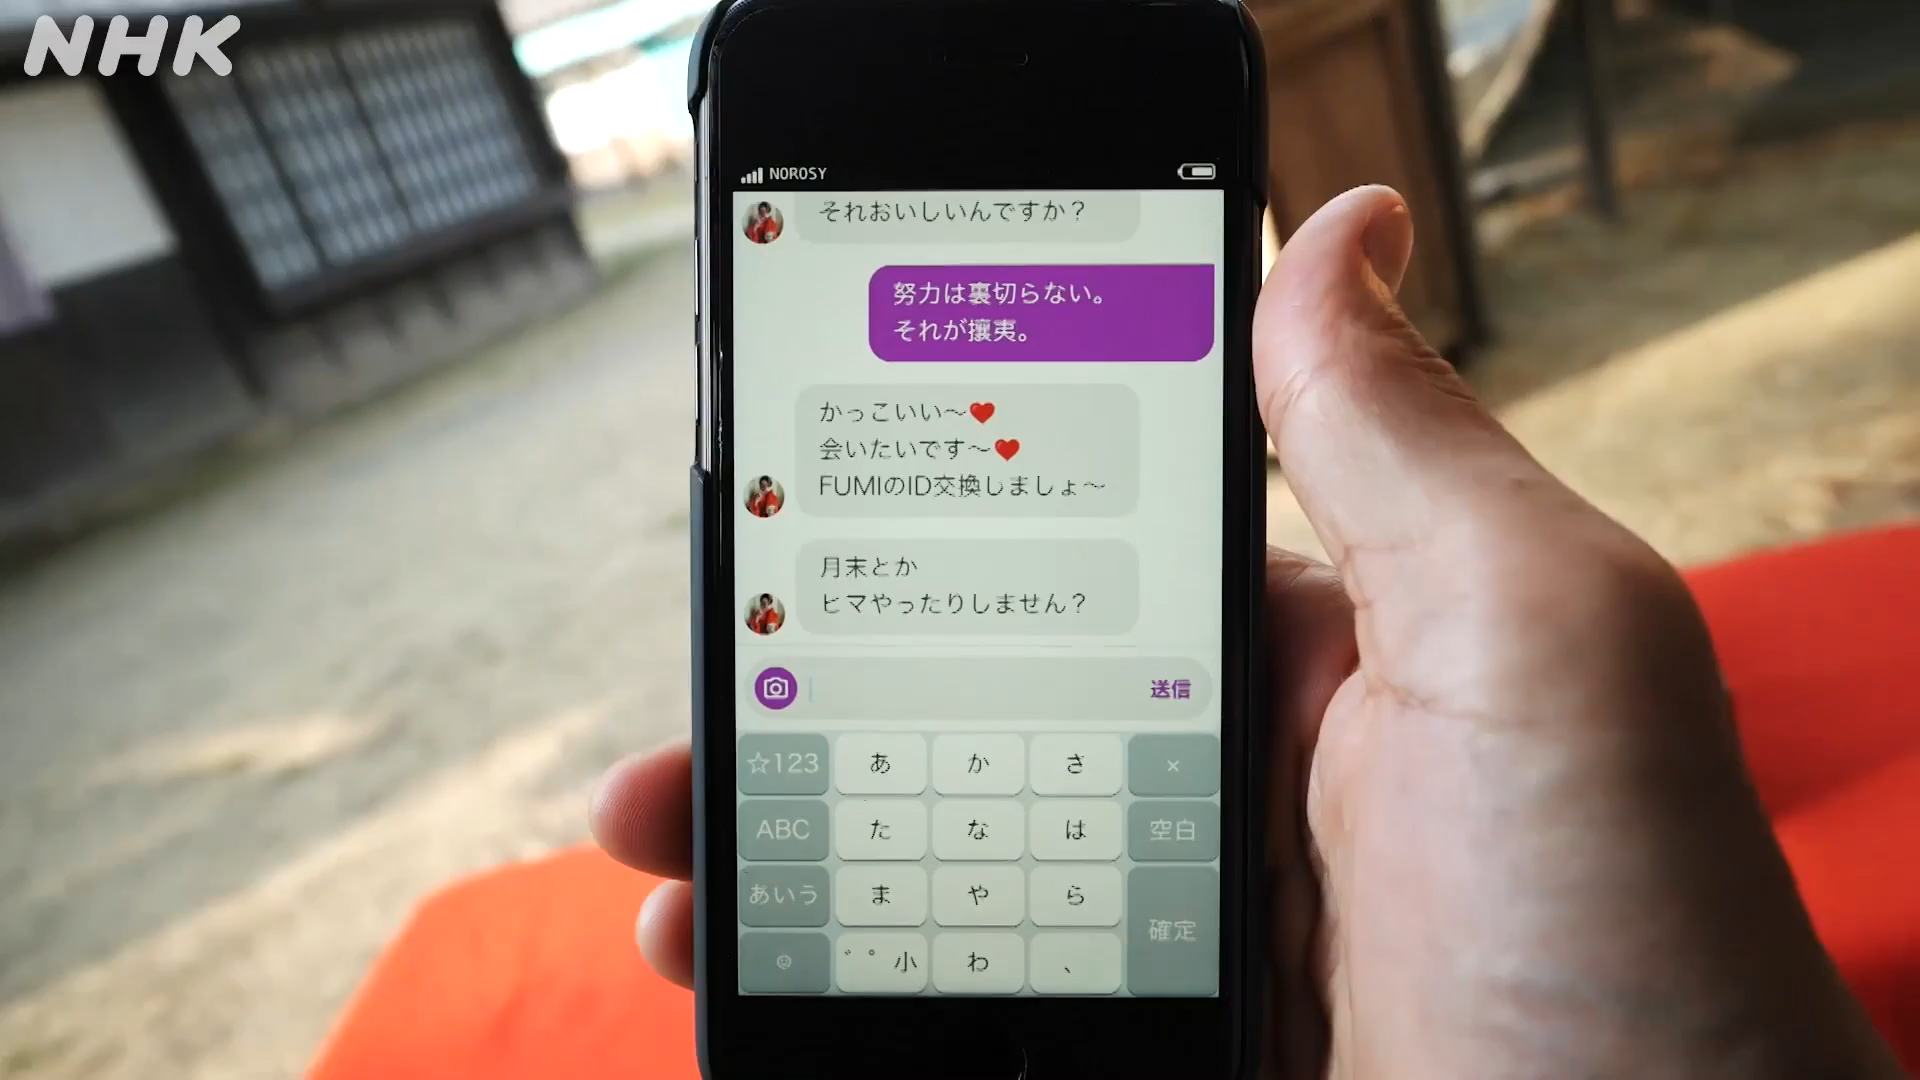 NHK
NOROSY
それおいしいんですか？
努力は裏切らない。
それが攘夷。
かっこいい〜❤
会いたいです〜❤
FUMIのID交換しましょ〜
月末とか
ヒマやったりしません？
送信
☆123 あ か さ ×
ABC た な は 空白
あいう ま や ら
確定
☺ ゛゜小 わ 、